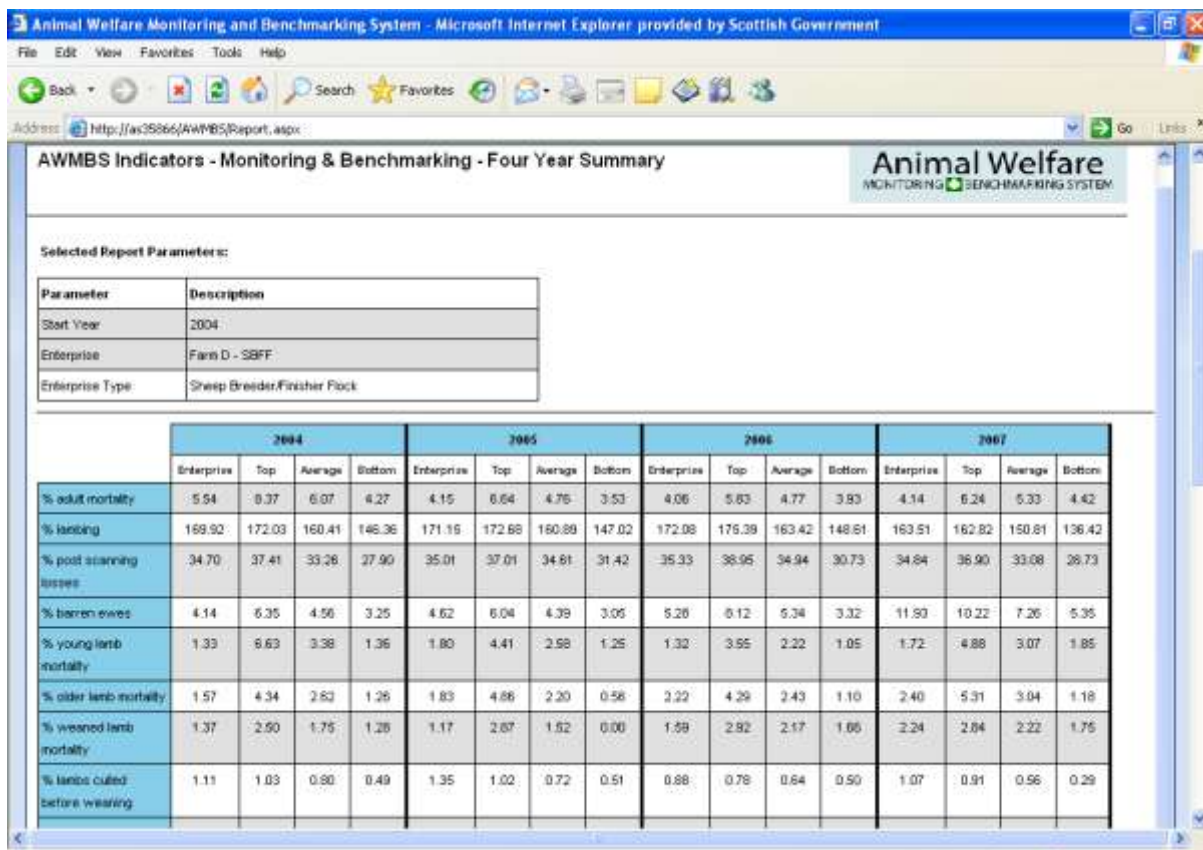 Animal Welfare Monitoring and Benchmarking System - Microsoft Internet Explorer provided by Scottish Government
File Edit View Favorites Tools Help
Back Search Favorites
Address http://as35866/AWMBS/Report.aspx Go Links
AWMBS Indicators - Monitoring & Benchmarking - Four Year Summary
Animal Welfare
MONITORING BENCHMARKING SYSTEM
Selected Report Parameters:
Parameter Description
Start Year 2004
Enterprise Farm D - SBFF
Enterprise Type Sheep Breeder/Finisher Flock
2004 2005 2006 2007
Enterprise Top Average Bottom Enterprise Top Average Bottom Enterprise Top Average Bottom Enterprise Top Average Bottom
% adult mortality 5.54 8.37 6.07 4.27 4.15 6.64 4.76 3.53 4.06 5.83 4.77 3.93 4.14 6.24 5.33 4.42
% lambing 169.92 172.03 160.41 146.36 171.15 172.68 160.89 147.02 172.08 175.39 163.42 148.61 163.51 162.82 150.81 136.42
% post scanning 34.70 37.41 33.26 27.90 35.01 37.01 34.61 31.42 35.33 38.95 34.94 30.73 34.84 36.90 33.08 28.73
losses
% barren ewes 4.14 6.35 4.56 3.25 4.62 6.04 4.39 3.05 5.26 8.12 5.34 3.32 11.93 10.22 7.26 5.35
% young lamb 1.33 6.63 3.38 1.36 1.80 4.41 2.58 1.25 1.32 3.55 2.22 1.05 1.72 4.88 3.07 1.85
mortality
% older lamb mortality 1.57 4.34 2.62 1.26 1.83 4.86 2.20 0.56 2.22 4.29 2.43 1.10 2.40 5.31 3.04 1.18
% weaned lamb 1.37 2.50 1.75 1.28 1.17 2.87 1.52 0.00 1.59 2.92 2.17 1.66 2.24 2.84 2.22 1.75
mortality
% lambs culled 1.11 1.03 0.80 0.49 1.35 1.02 0.72 0.51 0.88 0.78 0.64 0.50 1.07 0.91 0.56 0.29
before weaning